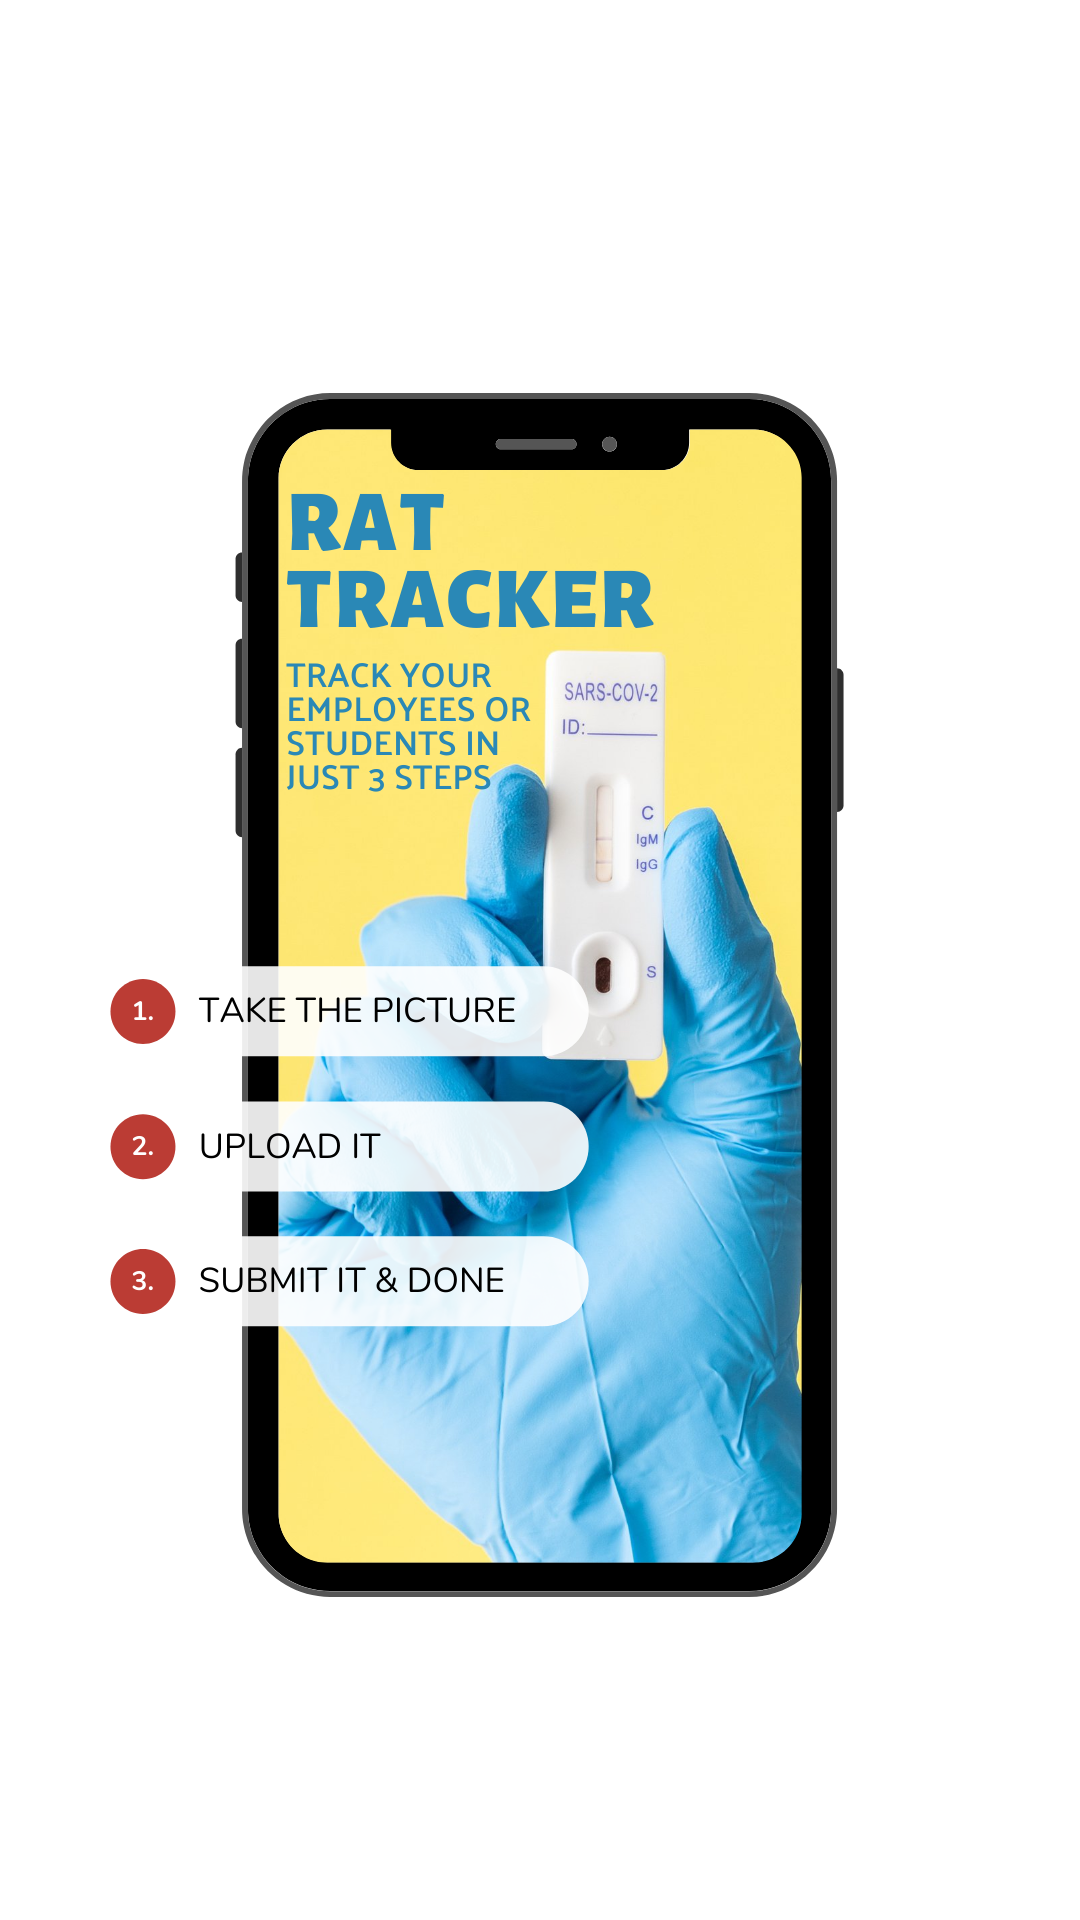 RAT
TRACKER
TRACK YOUR
EMPLOYEES OR
STUDENTS IN
JUST 3 STEPS
SARS-COV-2
ID:
C
IgM
IgG
S
1. TAKE THE PICTURE
2. UPLOAD IT
3. SUBMIT IT & DONE